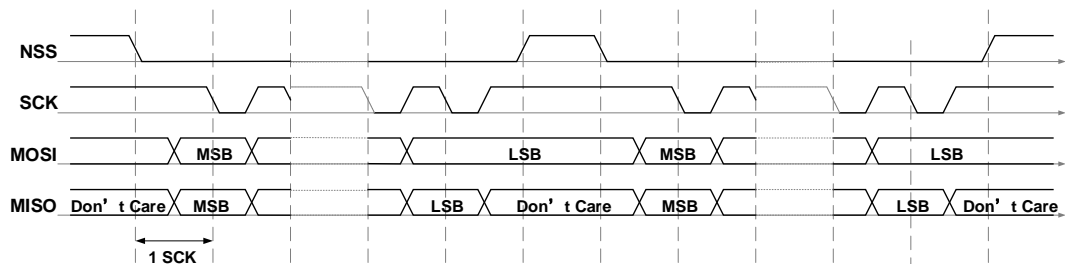 NSS
SCK
MOSI MSB LSB MSB LSB
MISO Don’t Care MSB LSB Don’t Care MSB LSB Don’t Care
1 SCK